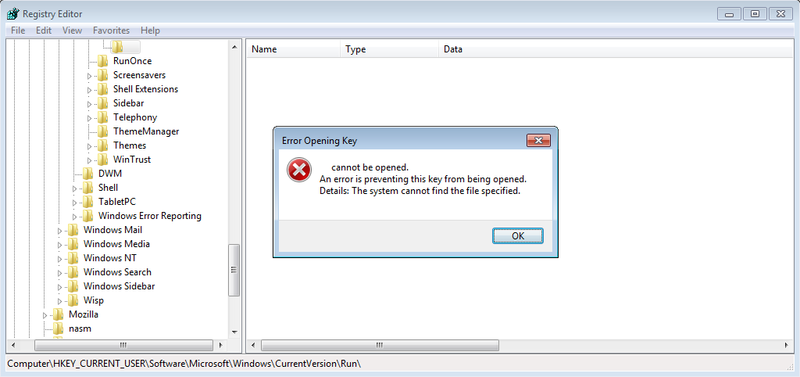 Registry Editor
File Edit View Favorites Help
RunOnce
Screensavers
Shell Extensions
Sidebar
Telephony
ThemeManager
Themes
WinTrust
DWM
Shell
TabletPC
Windows Error Reporting
Windows Mail
Windows Media
Windows NT
Windows Search
Windows Sidebar
Wisp
Mozilla
nasm
Name Type Data
Error Opening Key
cannot be opened.
An error is preventing this key from being opened.
Details: The system cannot find the file specified.
OK
Computer\HKEY_CURRENT_USER\Software\Microsoft\Windows\CurrentVersion\Run\